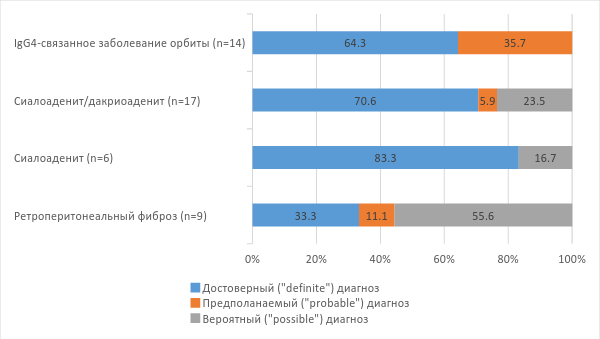 IgG4-связанное заболевание орбиты (n=14)
64.3
35.7
Сиалоаденит/дакриоаденит (n=17)
70.6
5.9
23.5
Сиалоаденит (n=6)
83.3
16.7
Ретроперитонеальный фиброз (n=9)
33.3
11.1
55.6
0%
20%
40%
60%
80%
100%
Достоверный ("definite") диагноз
Предполанаемый ("probable") диагноз
Вероятный ("possible") диагноз